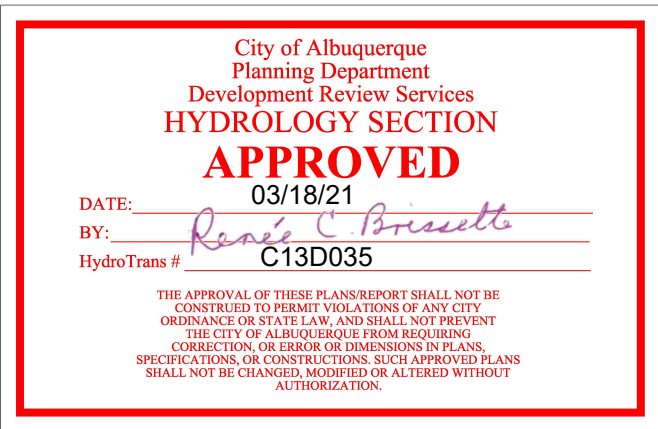 City of Albuquerque
Planning Department
Development Review Services
HYDROLOGY SECTION
APPROVED
DATE: 03/18/21
BY: Renée C. Brissette
HydroTrans # C13D035
THE APPROVAL OF THESE PLANS/REPORT SHALL NOT BE
CONSTRUED TO PERMIT VIOLATIONS OF ANY CITY
ORDINANCE OR STATE LAW, AND SHALL NOT PREVENT
THE CITY OF ALBUQUERQUE FROM REQUIRING
CORRECTION, OR ERROR OR DIMENSIONS IN PLANS,
SPECIFICATIONS, OR CONSTRUCTIONS. SUCH APPROVED PLANS
SHALL NOT BE CHANGED, MODIFIED OR ALTERED WITHOUT
AUTHORIZATION.